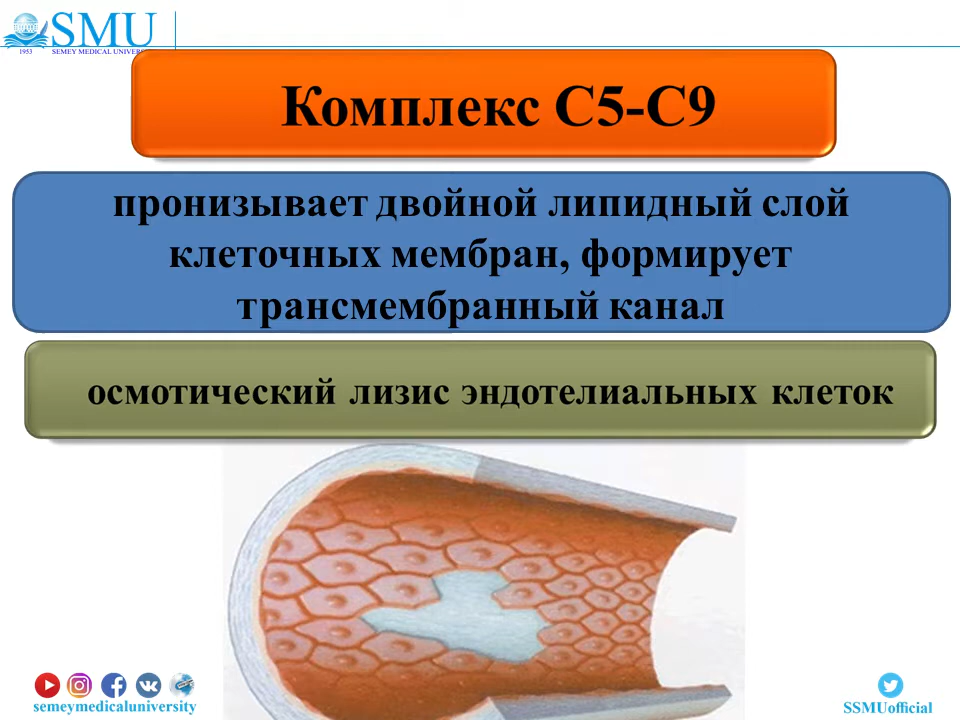 SMU
1953 SEMEY MEDICAL UNIVERS
Комплекс С5-С9
пронизывает двойной липидный слой
клеточных мембран, формирует
трансмембранный канал
осмотический лизис эндотелиальных клеток
semeymedicaluniversity
SSMUofficial